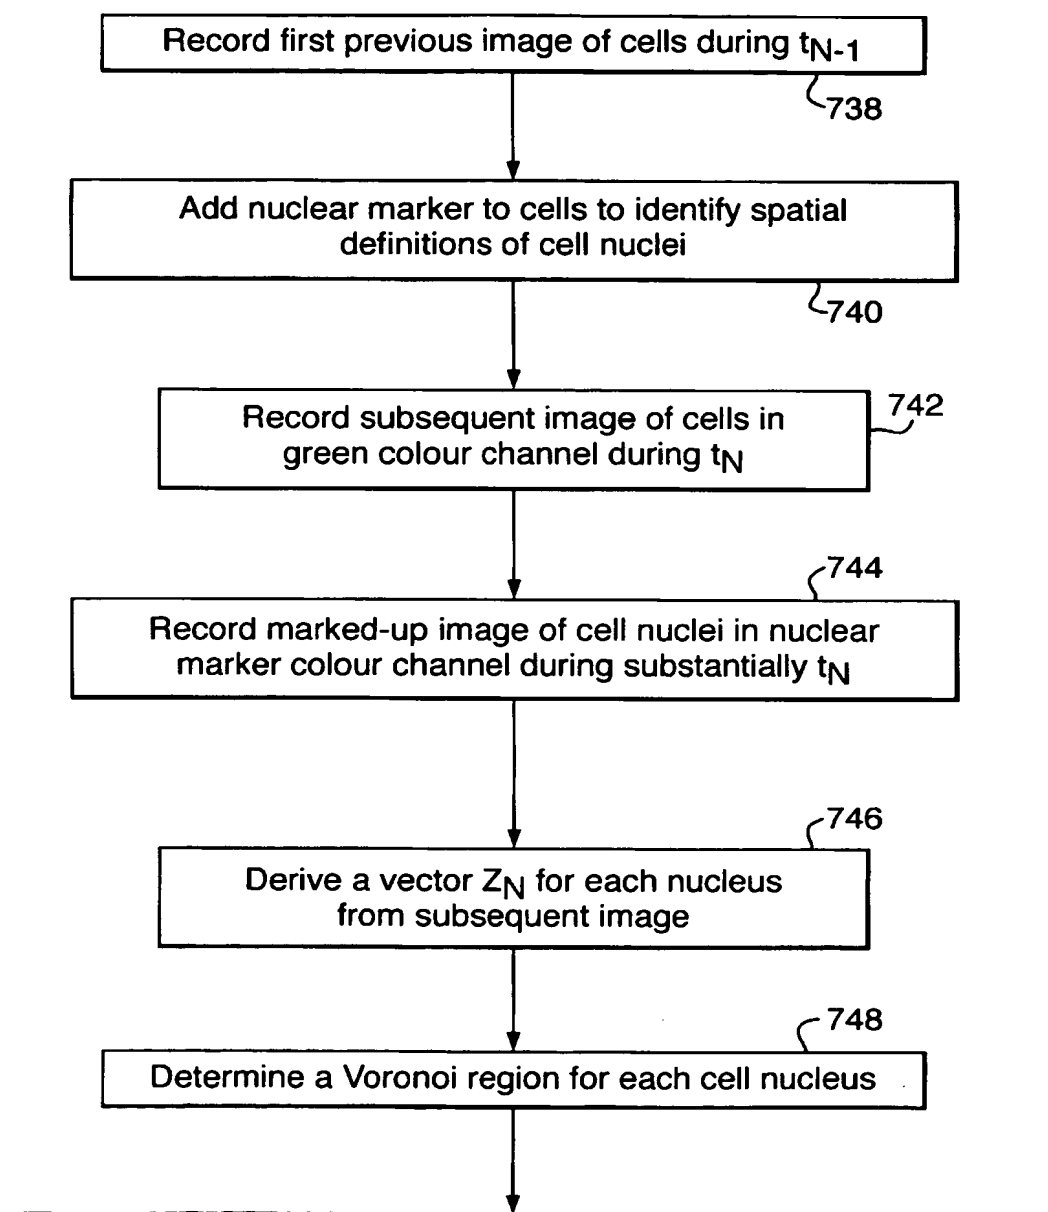 Record first previous image of cells during tN-1
738
Add nuclear marker to cells to identify spatial
definitions of cell nuclei
740
Record subsequent image of cells in
green colour channel during tN
742
744
Record marked-up image of cell nuclei in nuclear
marker colour channel during substantially tN
746
Derive a vector ZN for each nucleus
from subsequent image
748
Determine a Voronoi region for each cell nucleus